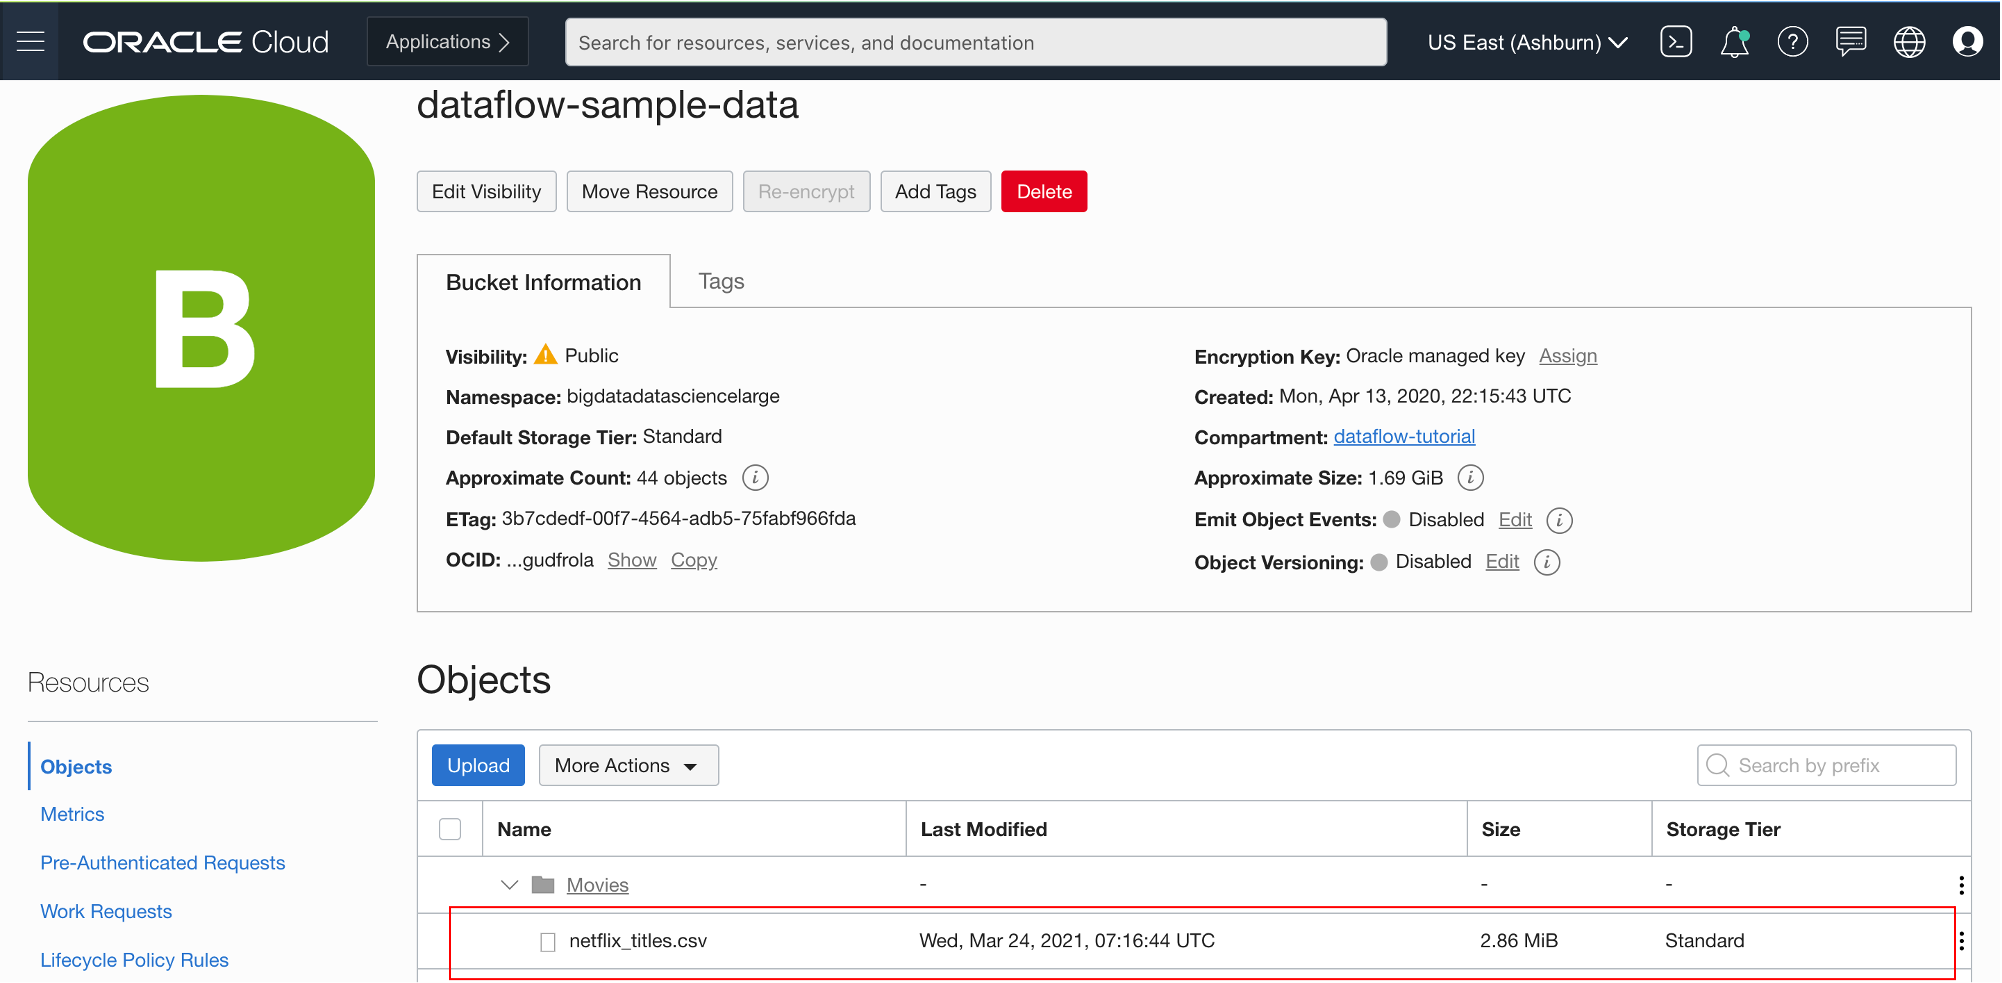 ORACLE Cloud
Applications
Search for resources, services, and documentation
US East (Ashburn)
B
dataflow-sample-data
Edit Visibility
Move Resource
Re-encrypt
Add Tags
Delete
Bucket Information
Tags
Visibility: Public
Namespace: bigdatadatasciencelarge
Default Storage Tier: Standard
Approximate Count: 44 objects
ETag: 3b7cdedf-00f7-4564-adb5-75fabf966fda
OCID: ...gudfrola Show Copy
Encryption Key: Oracle managed key Assign
Created: Mon, Apr 13, 2020, 22:15:43 UTC
Compartment: dataflow-tutorial
Approximate Size: 1.69 GiB
Emit Object Events: Disabled Edit
Object Versioning: Disabled Edit
Resources
Objects
Metrics
Pre-Authenticated Requests
Work Requests
Lifecycle Policy Rules
Objects
Upload
More Actions
Search by prefix
Name Last Modified Size Storage Tier
Movies - - -
netflix_titles.csv Wed, Mar 24, 2021, 07:16:44 UTC 2.86 MiB Standard